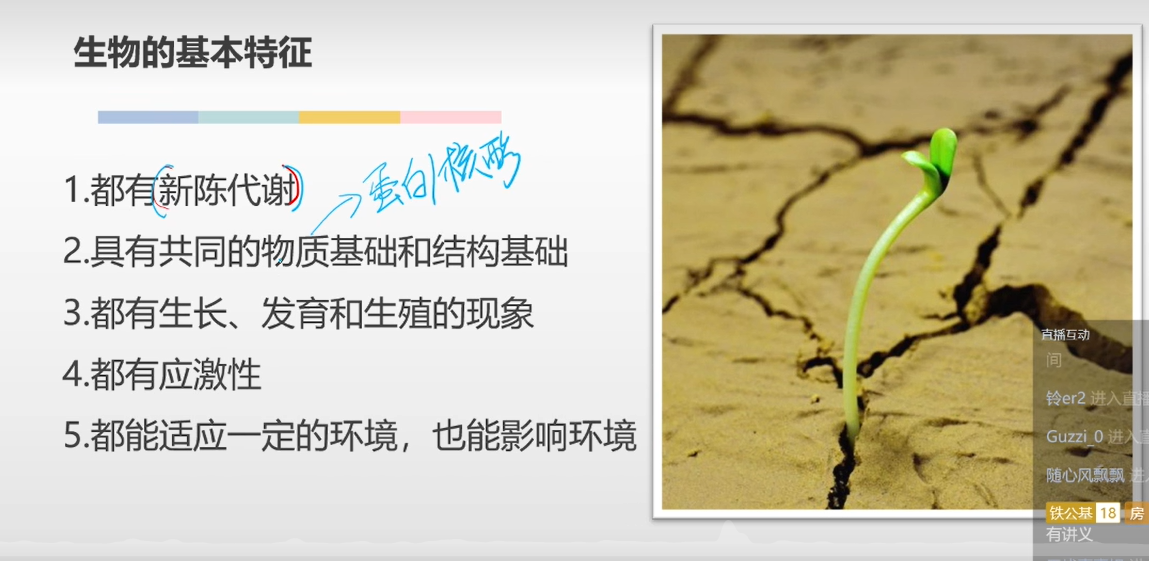 生物的基本特征
1.都有新陈代谢
蛋白/核酸
2.具有共同的物质基础和结构基础
3.都有生长、发育和生殖的现象
4.都有应激性
5.都能适应一定的环境，也能影响环境
直播互动
间
铃er2 进入直播
Guzzi_0 进入直
随心风飘飘 进入
铁公基 18 房
有讲义